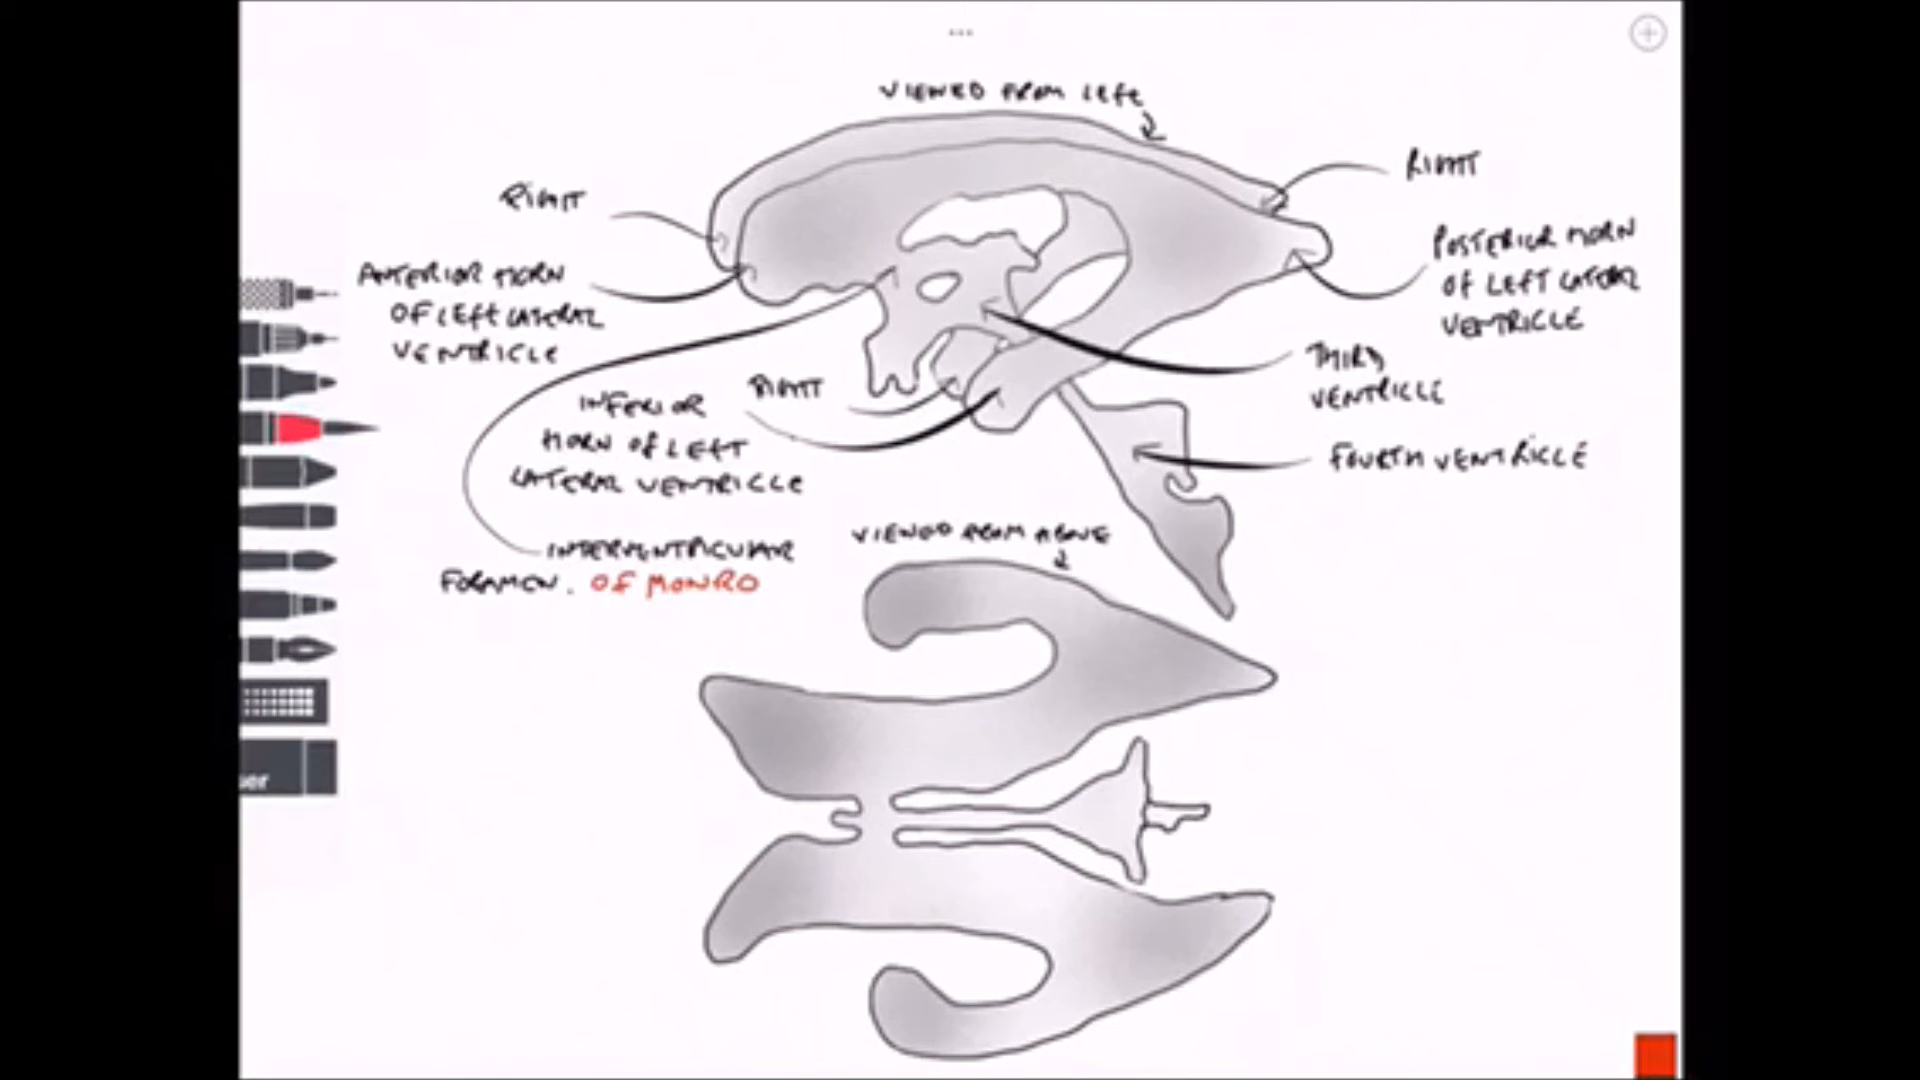 VIEWED FROM Left
RIGHT
RIGHT
ANTERIOR HORN
OF LEFT LATERAL
VENTRICLE
POSTERIOR HORN
OF LEFT LATERAL
VENTRICLE
THIRD
VENTRICLE
RIGHT
INFERIOR
HORN OF LEFT
LATERAL VENTRICLE
FOURTH VENTRICLE
INTERVENTRICULAR
FORAMEN. OF MONRO
VIEWED FROM ABOVE